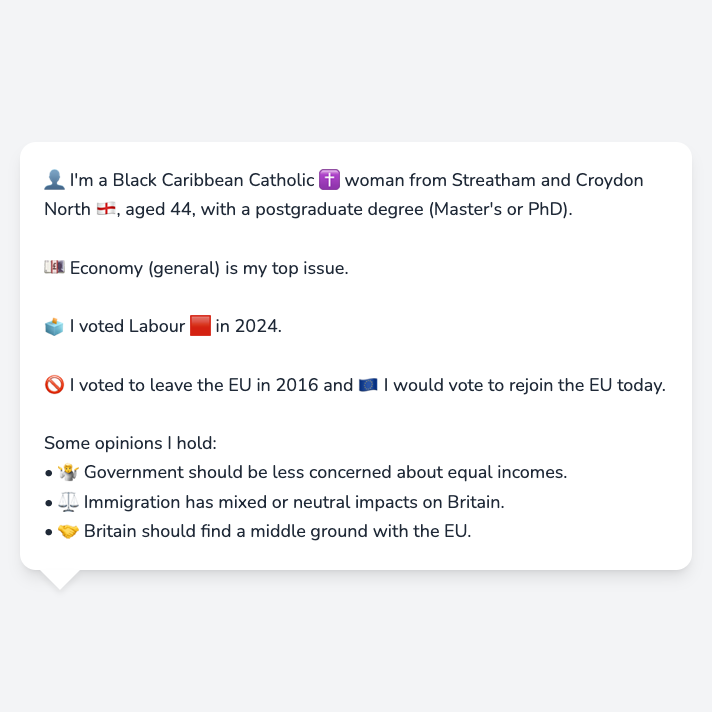 👤 I'm a Black Caribbean Catholic ✝️ woman from Streatham and Croydon
North 🏴󠁧󠁢󠁥󠁮󠁧󠁿, aged 44, with a postgraduate degree (Master's or PhD).
💷 Economy (general) is my top issue.
🗳️ I voted Labour 🟥 in 2024.
🚫 I voted to leave the EU in 2016 and 🇪🇺 I would vote to rejoin the EU today.
Some opinions I hold:
• 🤷 Government should be less concerned about equal incomes.
• ⚖️ Immigration has mixed or neutral impacts on Britain.
• 🤝 Britain should find a middle ground with the EU.